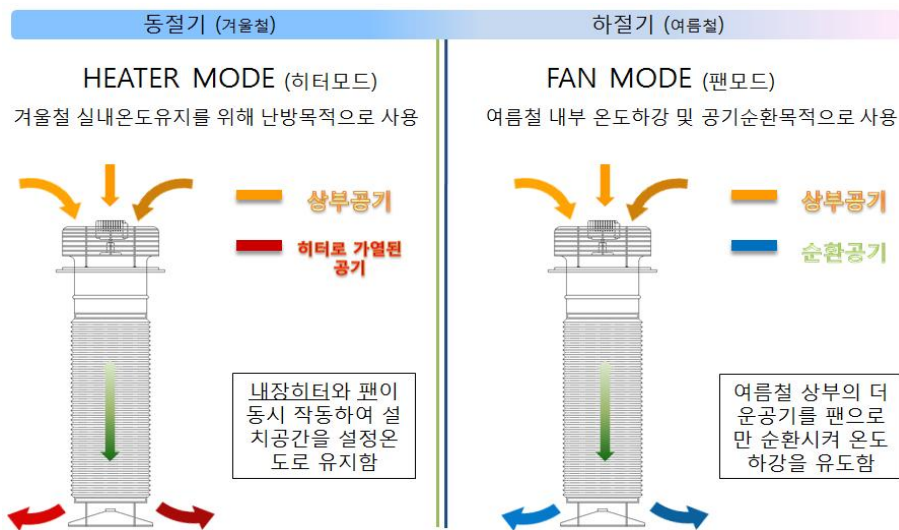 동절기 (겨울철)
하절기 (여름철)
HEATER MODE (히터모드)
겨울철 실내온도유지를 위해 난방목적으로 사용
상부공기
히터로 가열된
공기
내장히터와 팬이
동시 작동하여 설
치공간을 설정온
도로 유지함
FAN MODE (팬모드)
여름철 내부 온도하강 및 공기순환목적으로 사용
상부공기
순환공기
여름철 상부의 더
운공기를 팬으로
만 순환시켜 온도
하강을 유도함